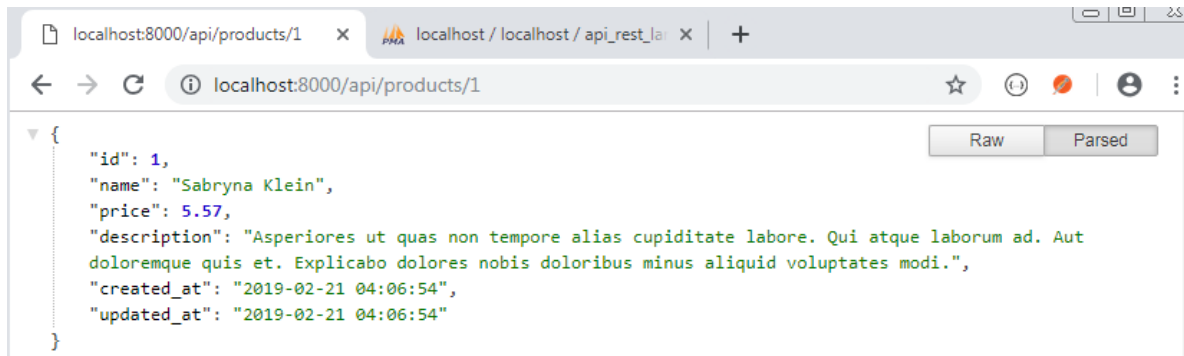 localhost:8000/api/products/1
PMA localhost / localhost / api_rest_la
localhost:8000/api/products/1
Raw Parsed
{
"id": 1,
"name": "Sabryna Klein",
"price": 5.57,
"description": "Asperiores ut quas non tempore alias cupiditate labore. Qui atque laborum ad. Aut
doloremque quis et. Explicabo dolores nobis doloribus minus aliquid voluptates modi.",
"created_at": "2019-02-21 04:06:54",
"updated_at": "2019-02-21 04:06:54"
}